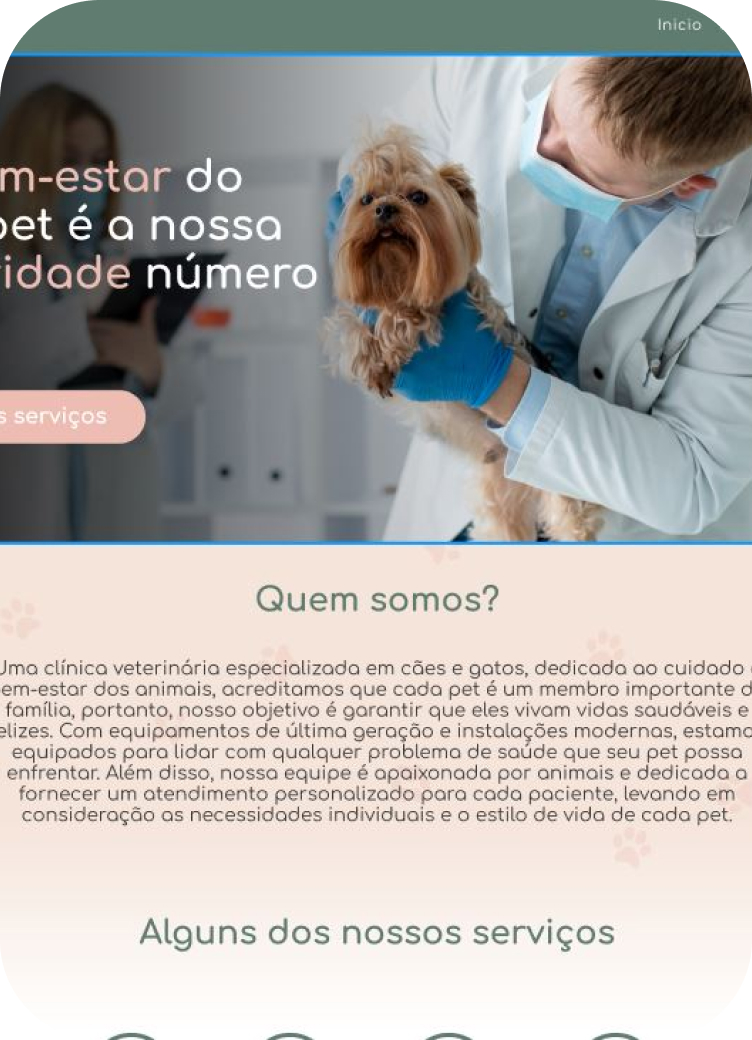 Inicio
m-estar do
pet é a nossa
idade número
s serviços
Quem somos?
Uma clínica veterinária especializada em cães e gatos, dedicada ao cuidado
em-estar dos animais, acreditamos que cada pet é um membro importante d
família, portanto, nosso objetivo é garantir que eles vivam vidas saudáveis e
elizes. Com equipamentos de última geração e instalações modernas, estamo
equipados para lidar com qualquer problema de saúde que seu pet possa
enfrentar. Além disso, nossa equipe é apaixonada por animais e dedicada a
fornecer um atendimento personalizado para cada paciente, levando em
consideração as necessidades individuais e o estilo de vida de cada pet.
Alguns dos nossos serviços